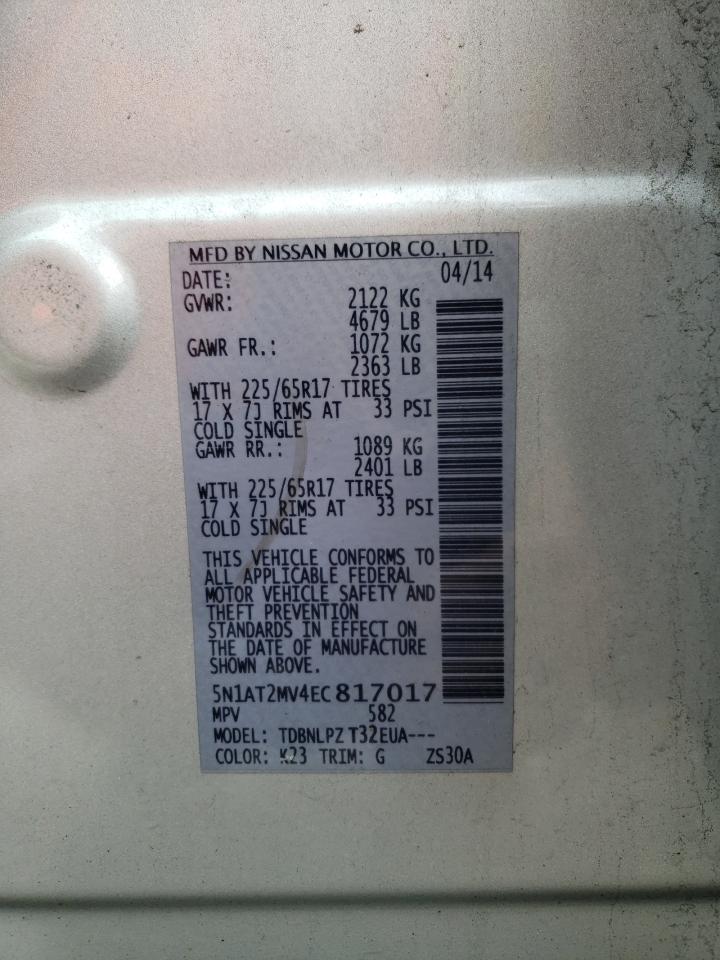 MFD BY NISSAN MOTOR CO., LTD.
DATE: 04/14
GVWR: 2122 KG
4679 LB
GAWR FR.: 1072 KG
2363 LB
WITH 225/65R17 TIRES
17 X 7J RIMS AT 33 PSI
COLD SINGLE
GAWR RR.: 1089 KG
2401 LB
WITH 225/65R17 TIRES
17 X 7J RIMS AT 33 PSI
COLD SINGLE
THIS VEHICLE CONFORMS TO
ALL APPLICABLE FEDERAL
MOTOR VEHICLE SAFETY AND
THEFT PREVENTION
STANDARDS IN EFFECT ON
THE DATE OF MANUFACTURE
SHOWN ABOVE.
5N1AT2MV4EC817017
MPV 582
MODEL: TDBNLPZ T32EUA---
COLOR: K23 TRIM: G ZS30A